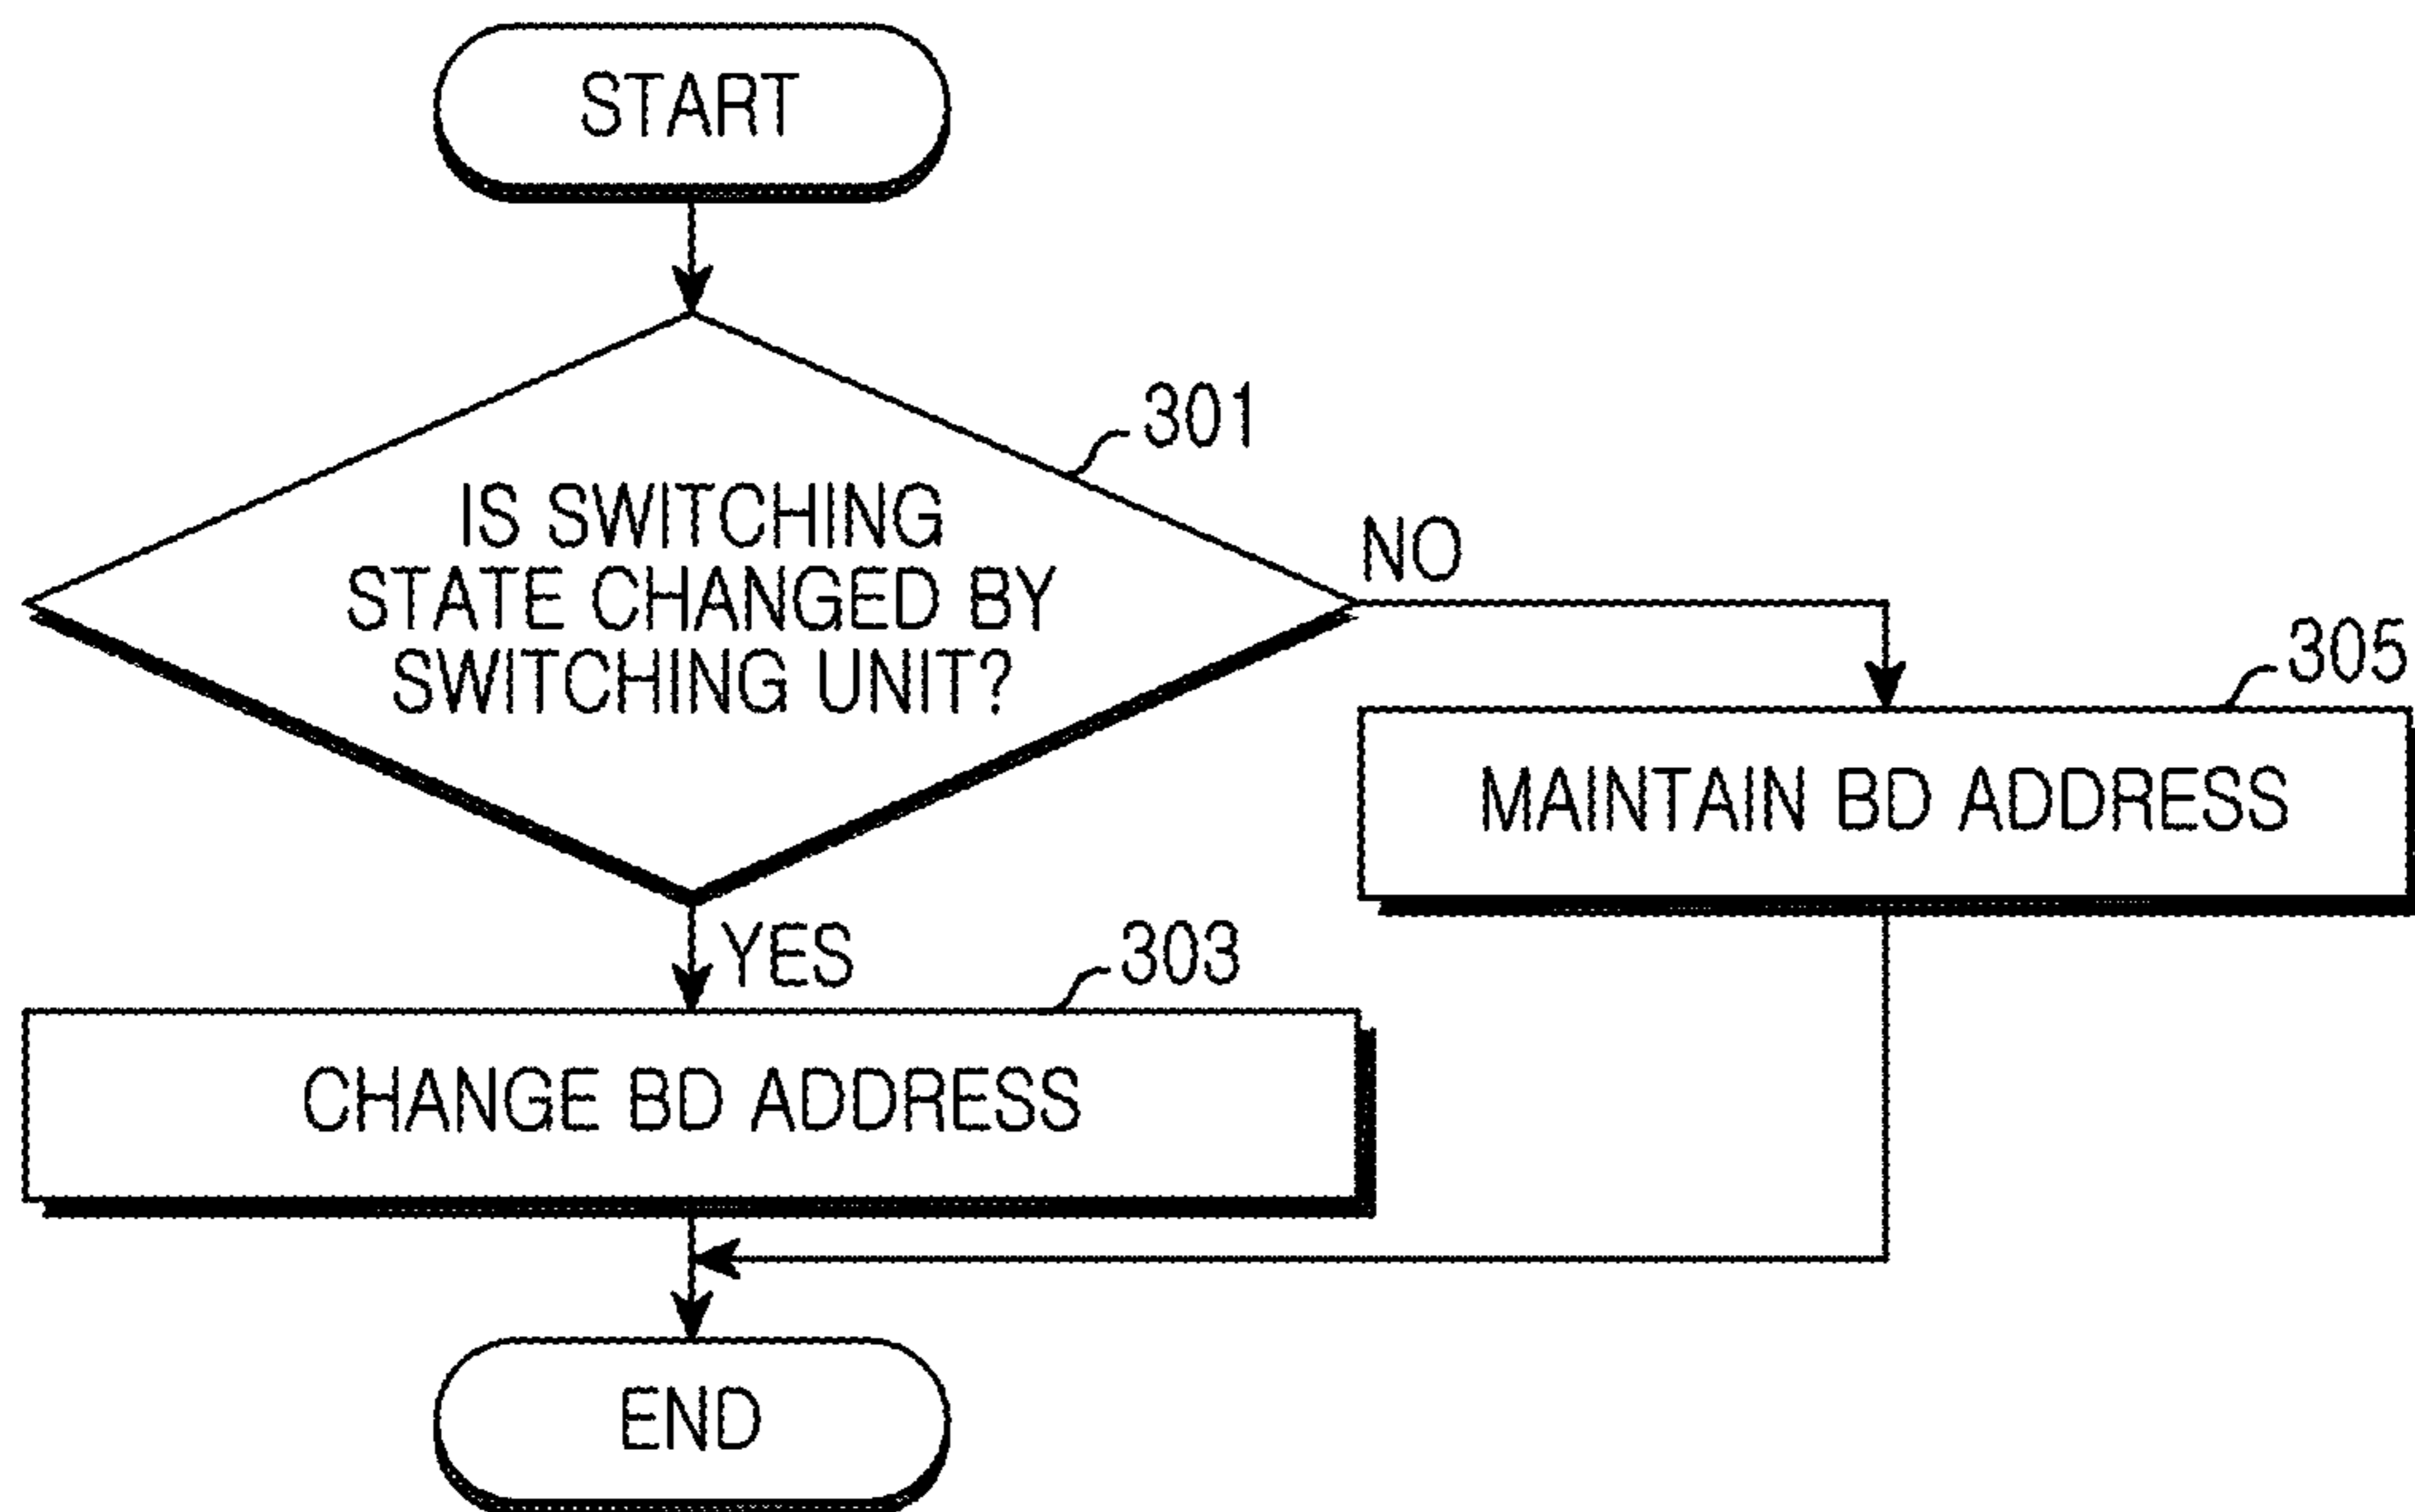 START
301
IS SWITCHING
STATE CHANGED BY
SWITCHING UNIT?
NO
305
MAINTAIN BD ADDRESS
YES
303
CHANGE BD ADDRESS
END